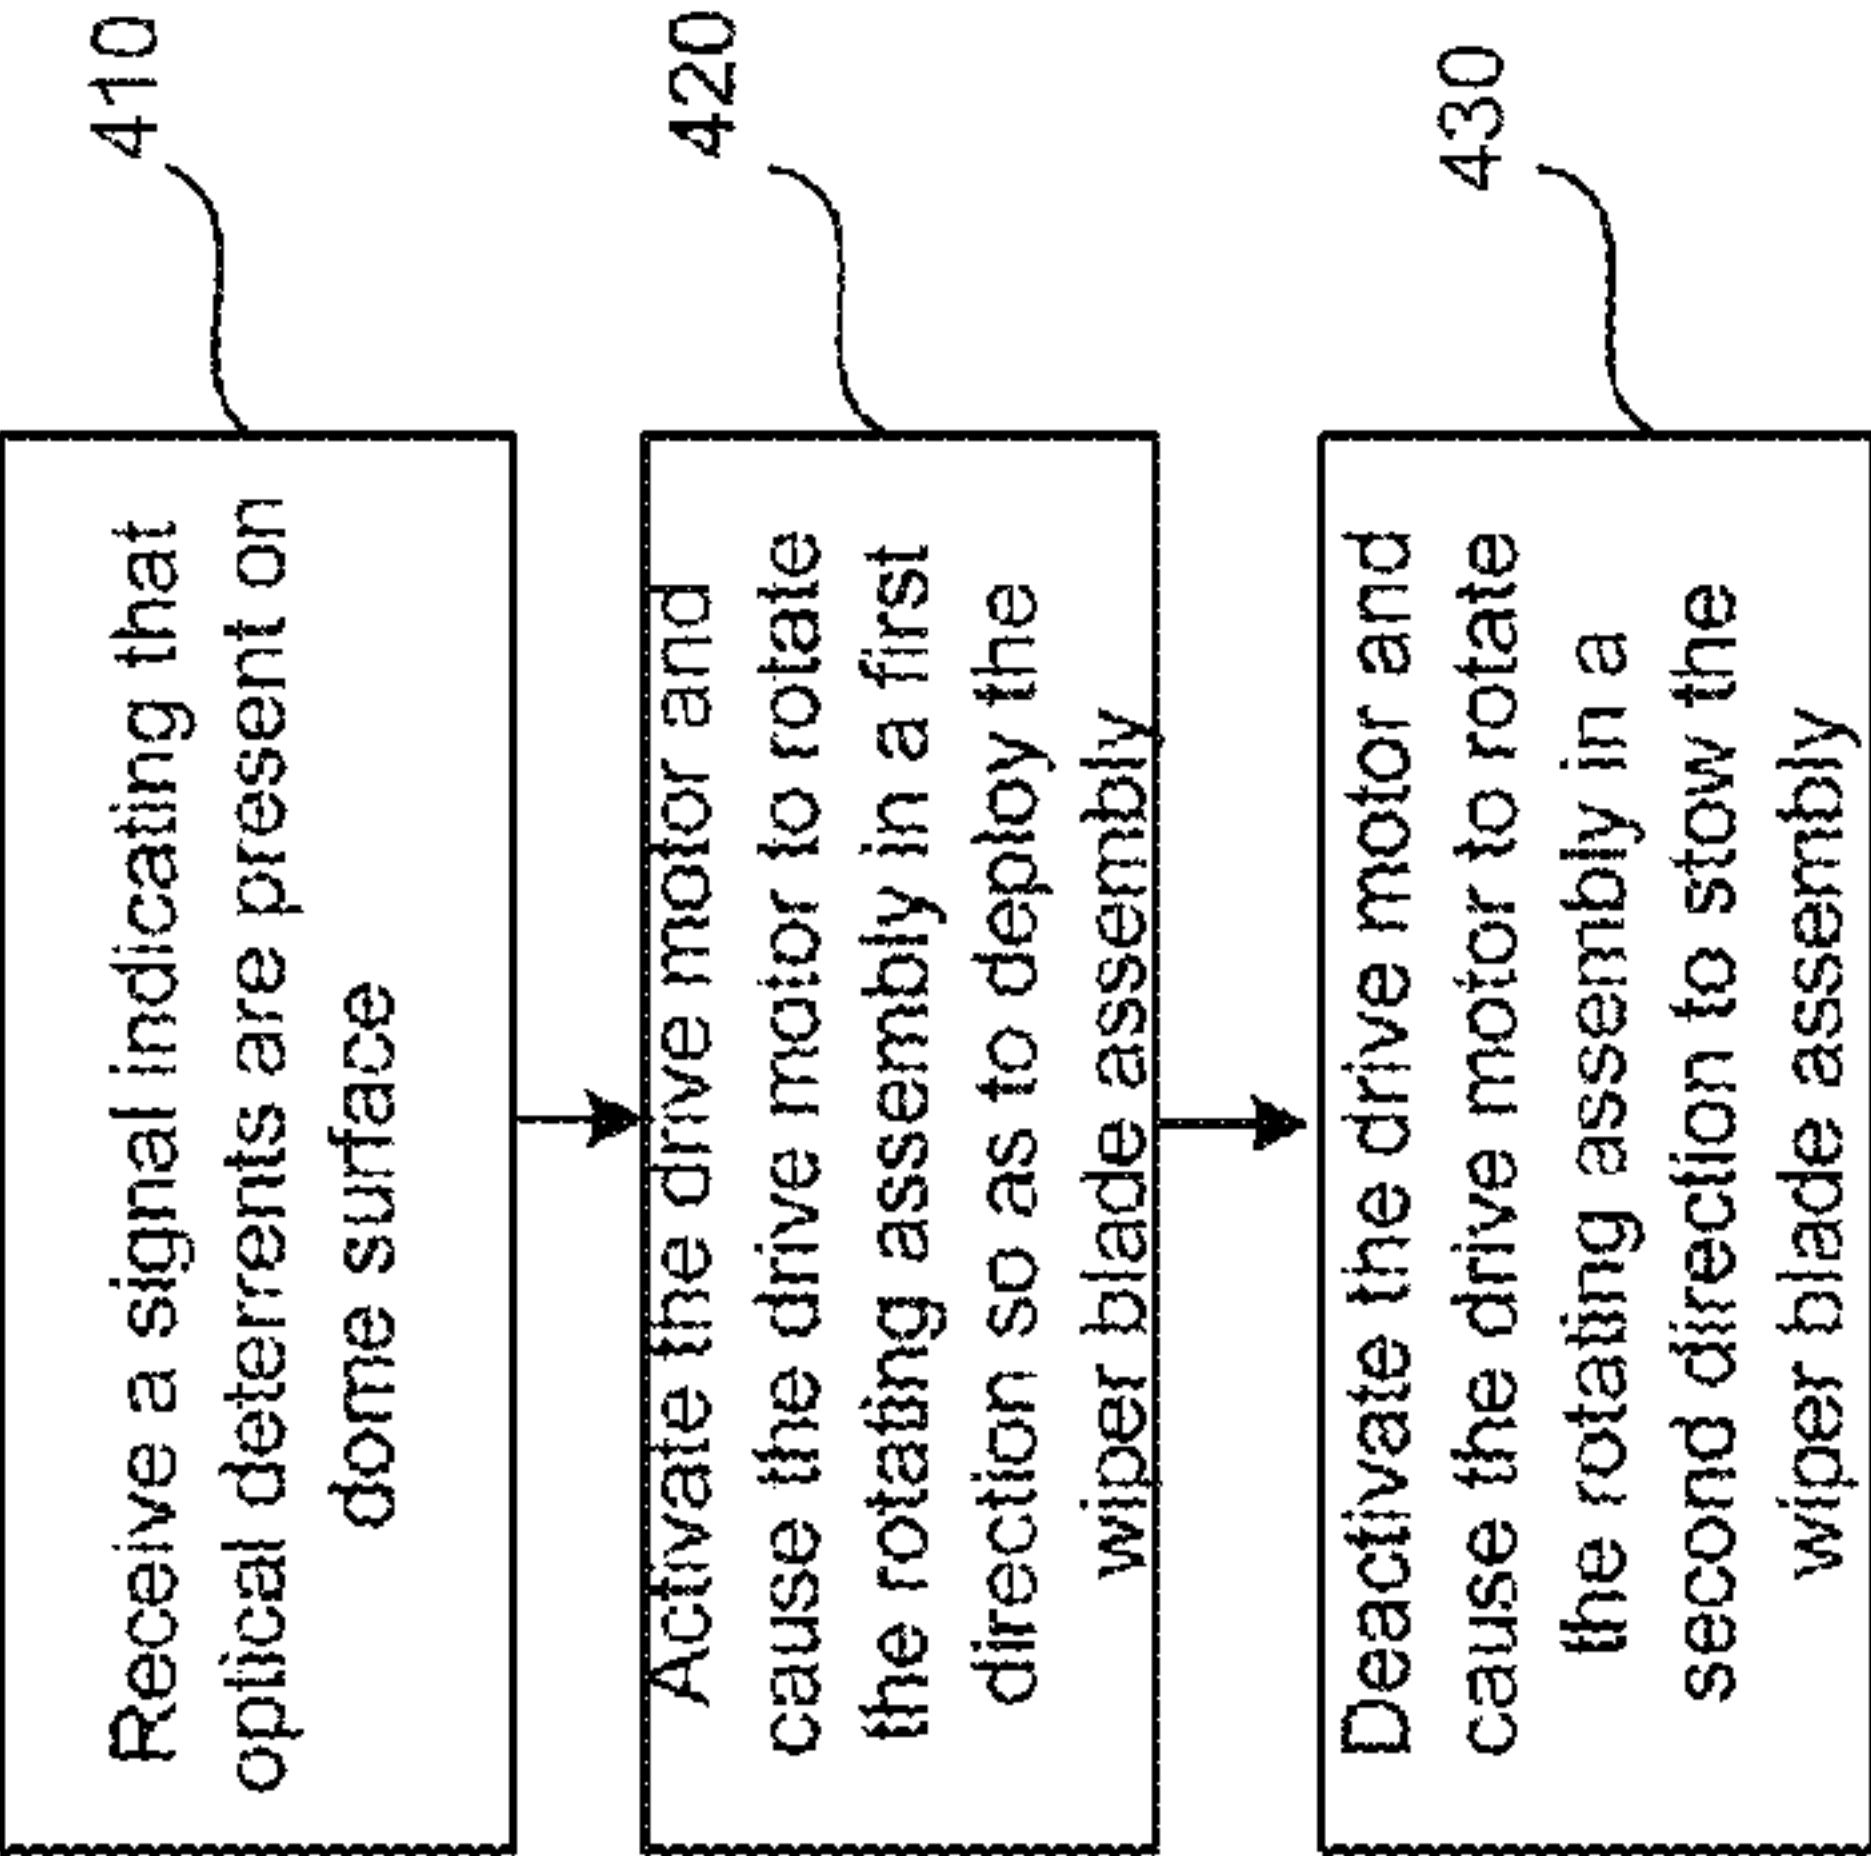 Receive a signal indicating that
optical deterrents are present on
dome surface
410
Activate the drive motor and
cause the drive motor to rotate
the rotating assembly in a first
direction so as to deploy the
wiper blade assembly
420
Deactivate the drive motor and
cause the drive motor to rotate
the rotating assembly in a
second direction to stow the
wiper blade assembly
430